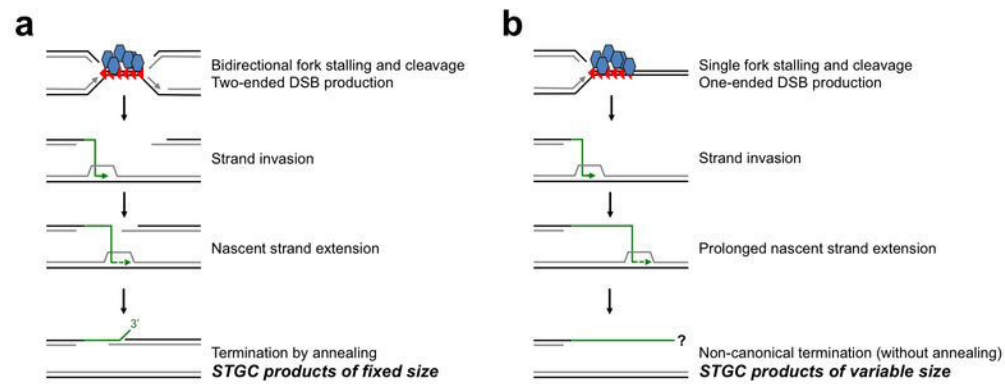 a
Bidirectional fork stalling and cleavage
Two-ended DSB production
Strand invasion
Nascent strand extension
3′
Termination by annealing
STGC products of fixed size
b
Single fork stalling and cleavage
One-ended DSB production
Strand invasion
Prolonged nascent strand extension
?
Non-canonical termination (without annealing)
STGC products of variable size